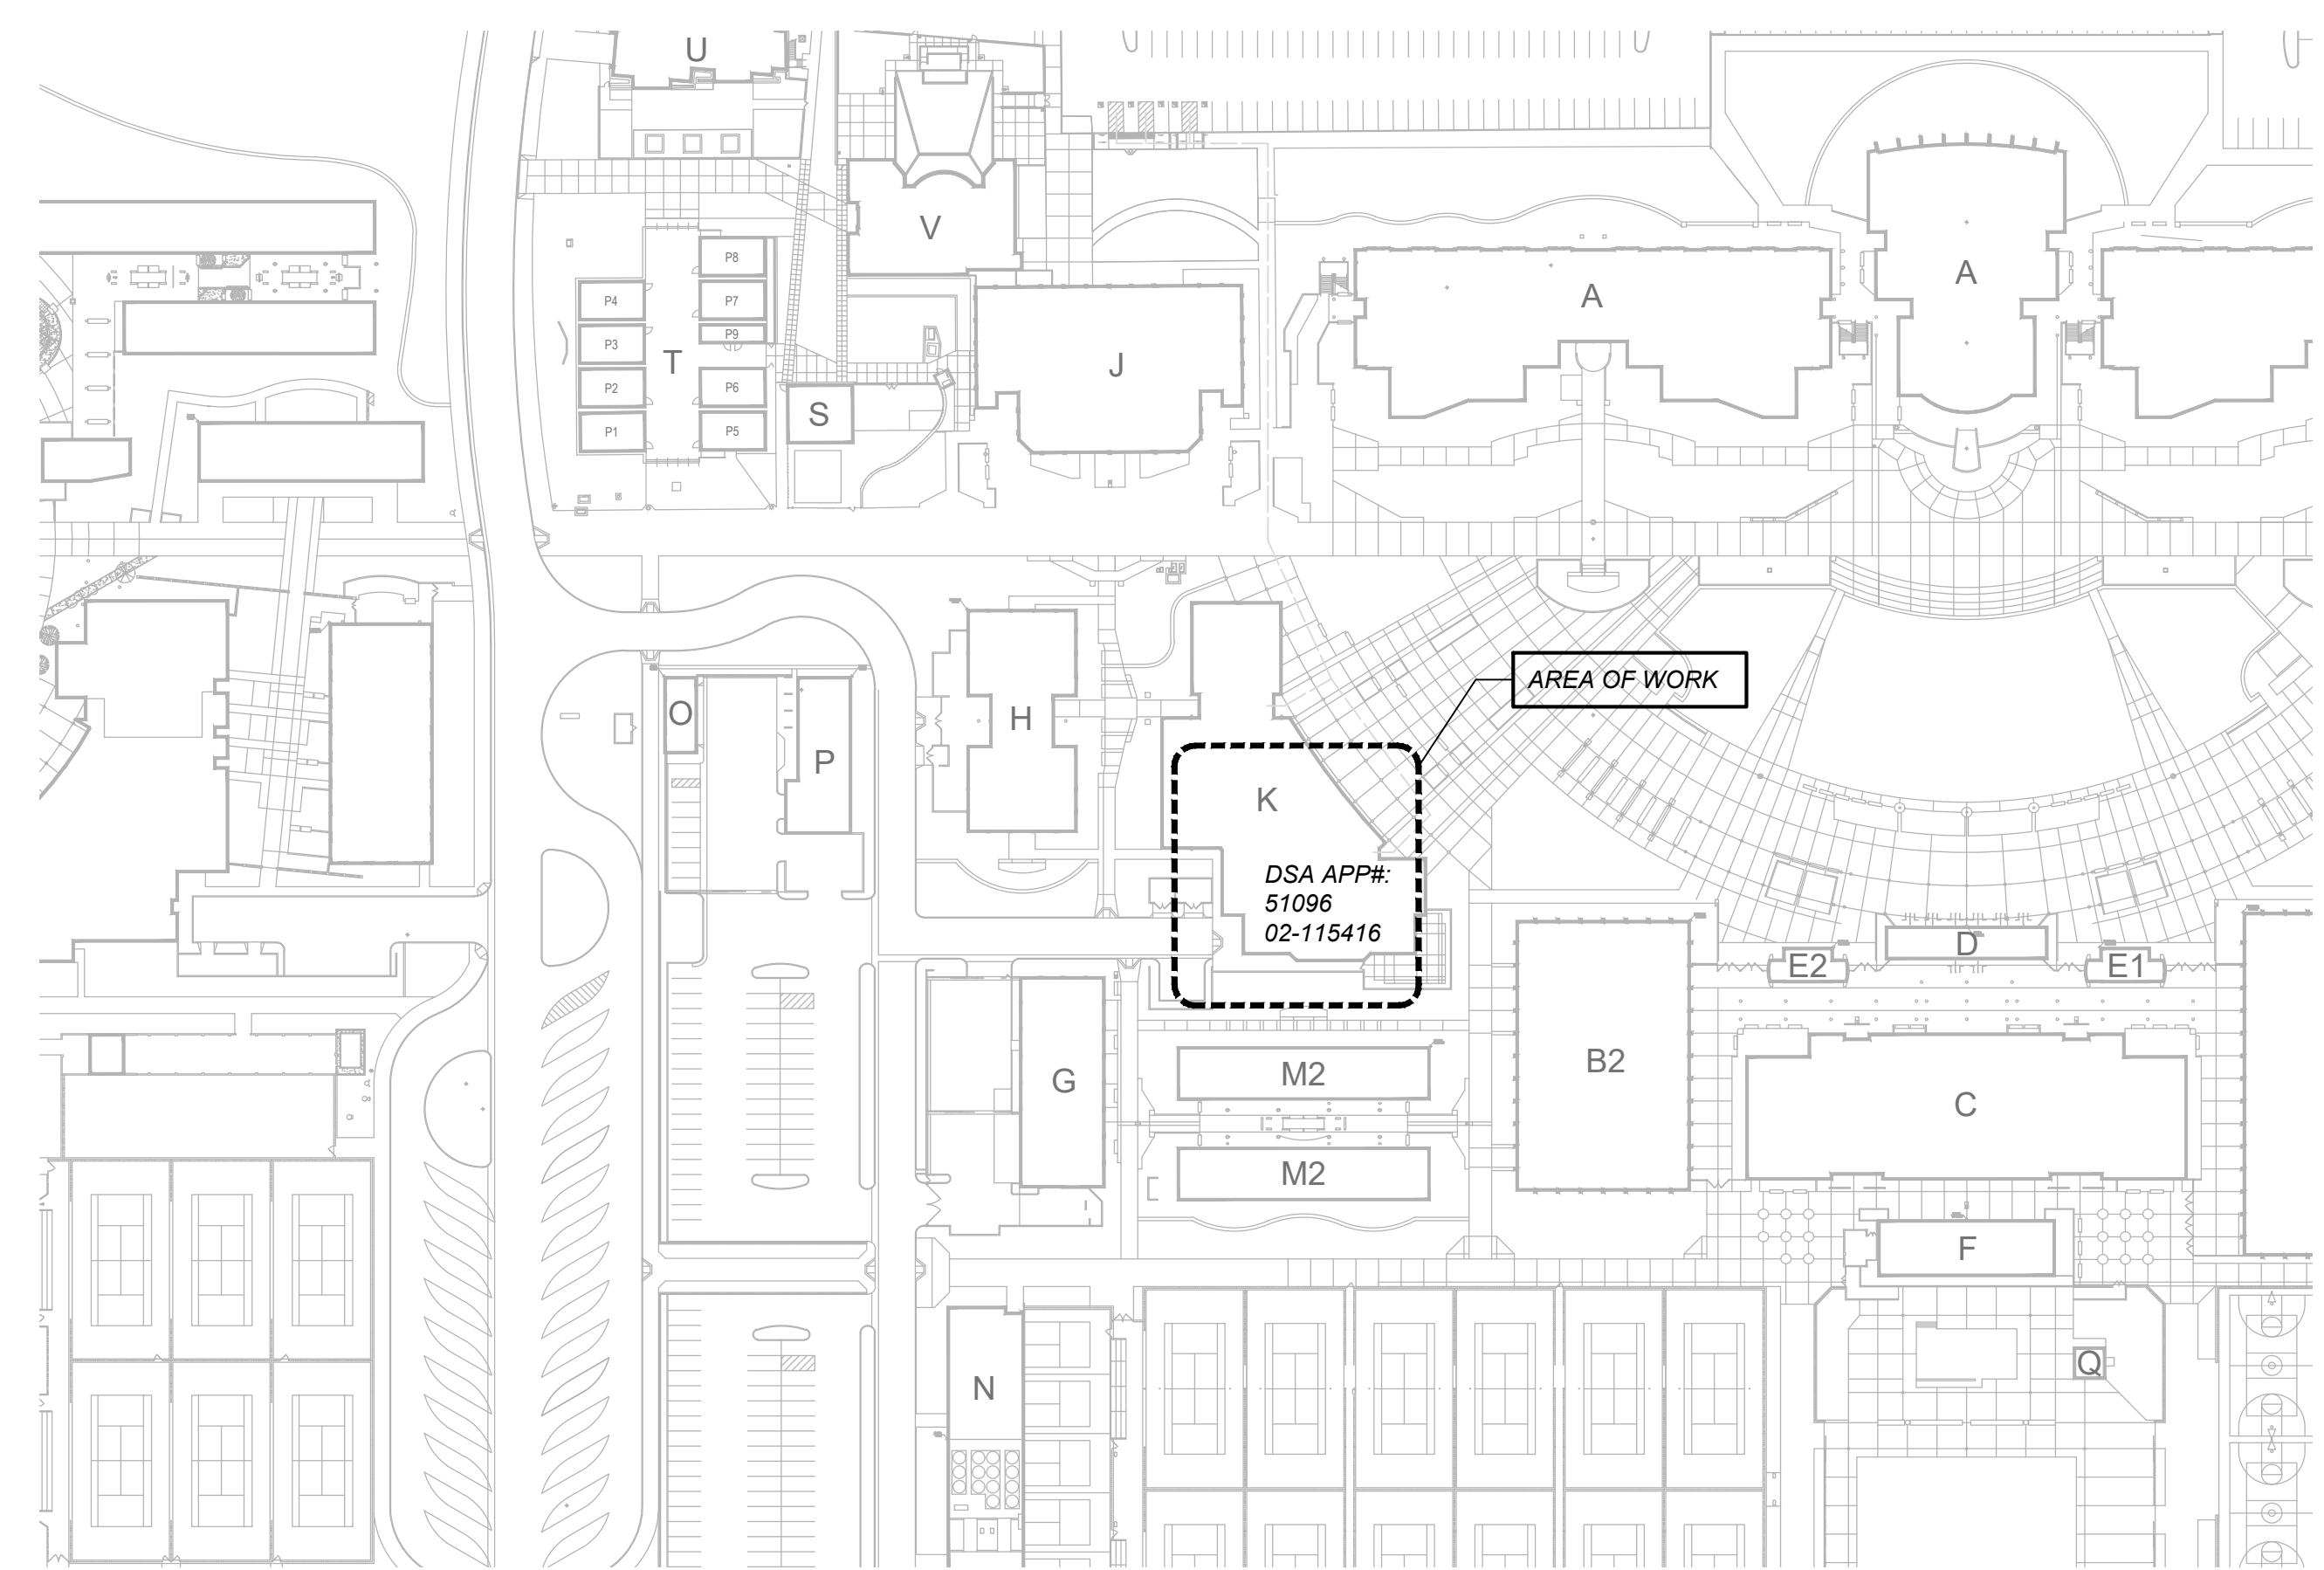 U
V
P8
P4
P7
P3
P9
T
P2
P6
P1
P5
S
J
A
A
O
P
H
AREA OF WORK
K
DSA APP#:
51096
02-115416
D
E2
E1
G
M2
M2
B2
C
F
N
Q